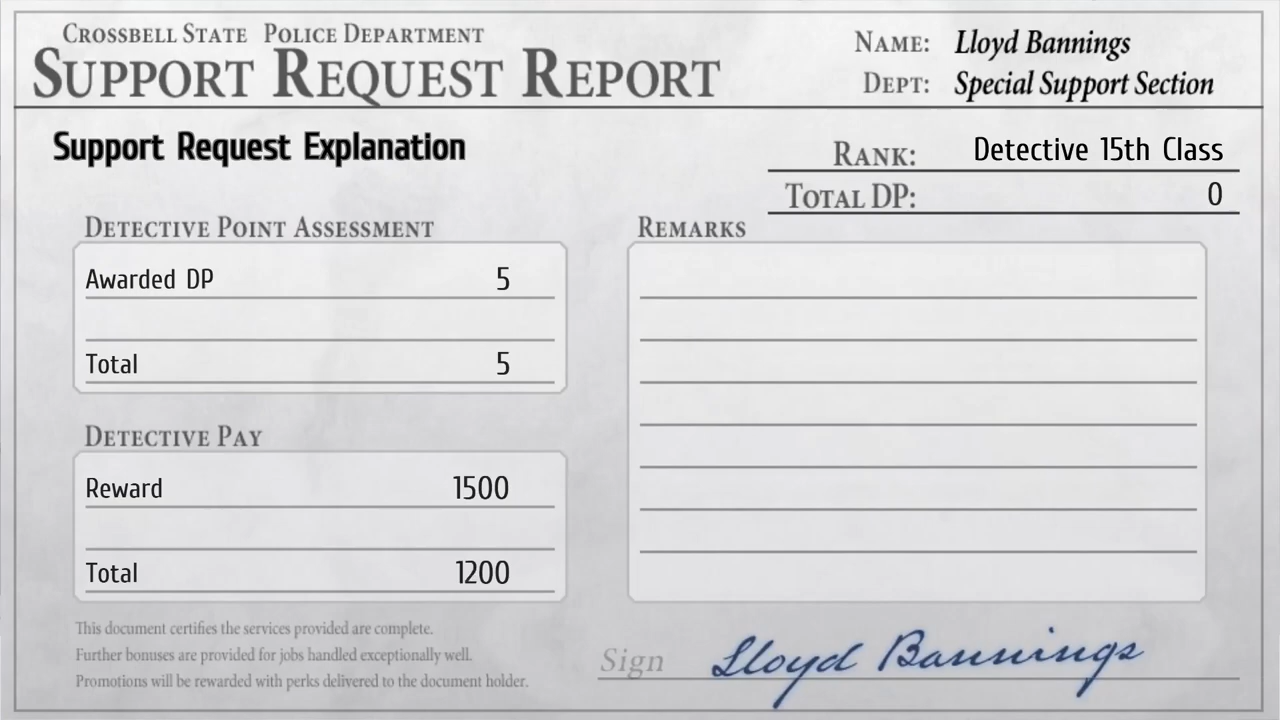 Crossbell State Police Department
Support Request Report
Name: Lloyd Bannings
Dept: Special Support Section
Support Request Explanation
Rank: Detective 15th Class
Total DP: 0
Detective Point Assessment
Awarded DP 5
Total 5
Detective Pay
Reward 1500
Total 1200
Remarks
This document certifies the services provided are complete.
Further bonuses are provided for jobs handled exceptionally well.
Promotions will be rewarded with perks delivered to the document holder.
Sign Lloyd Bannings